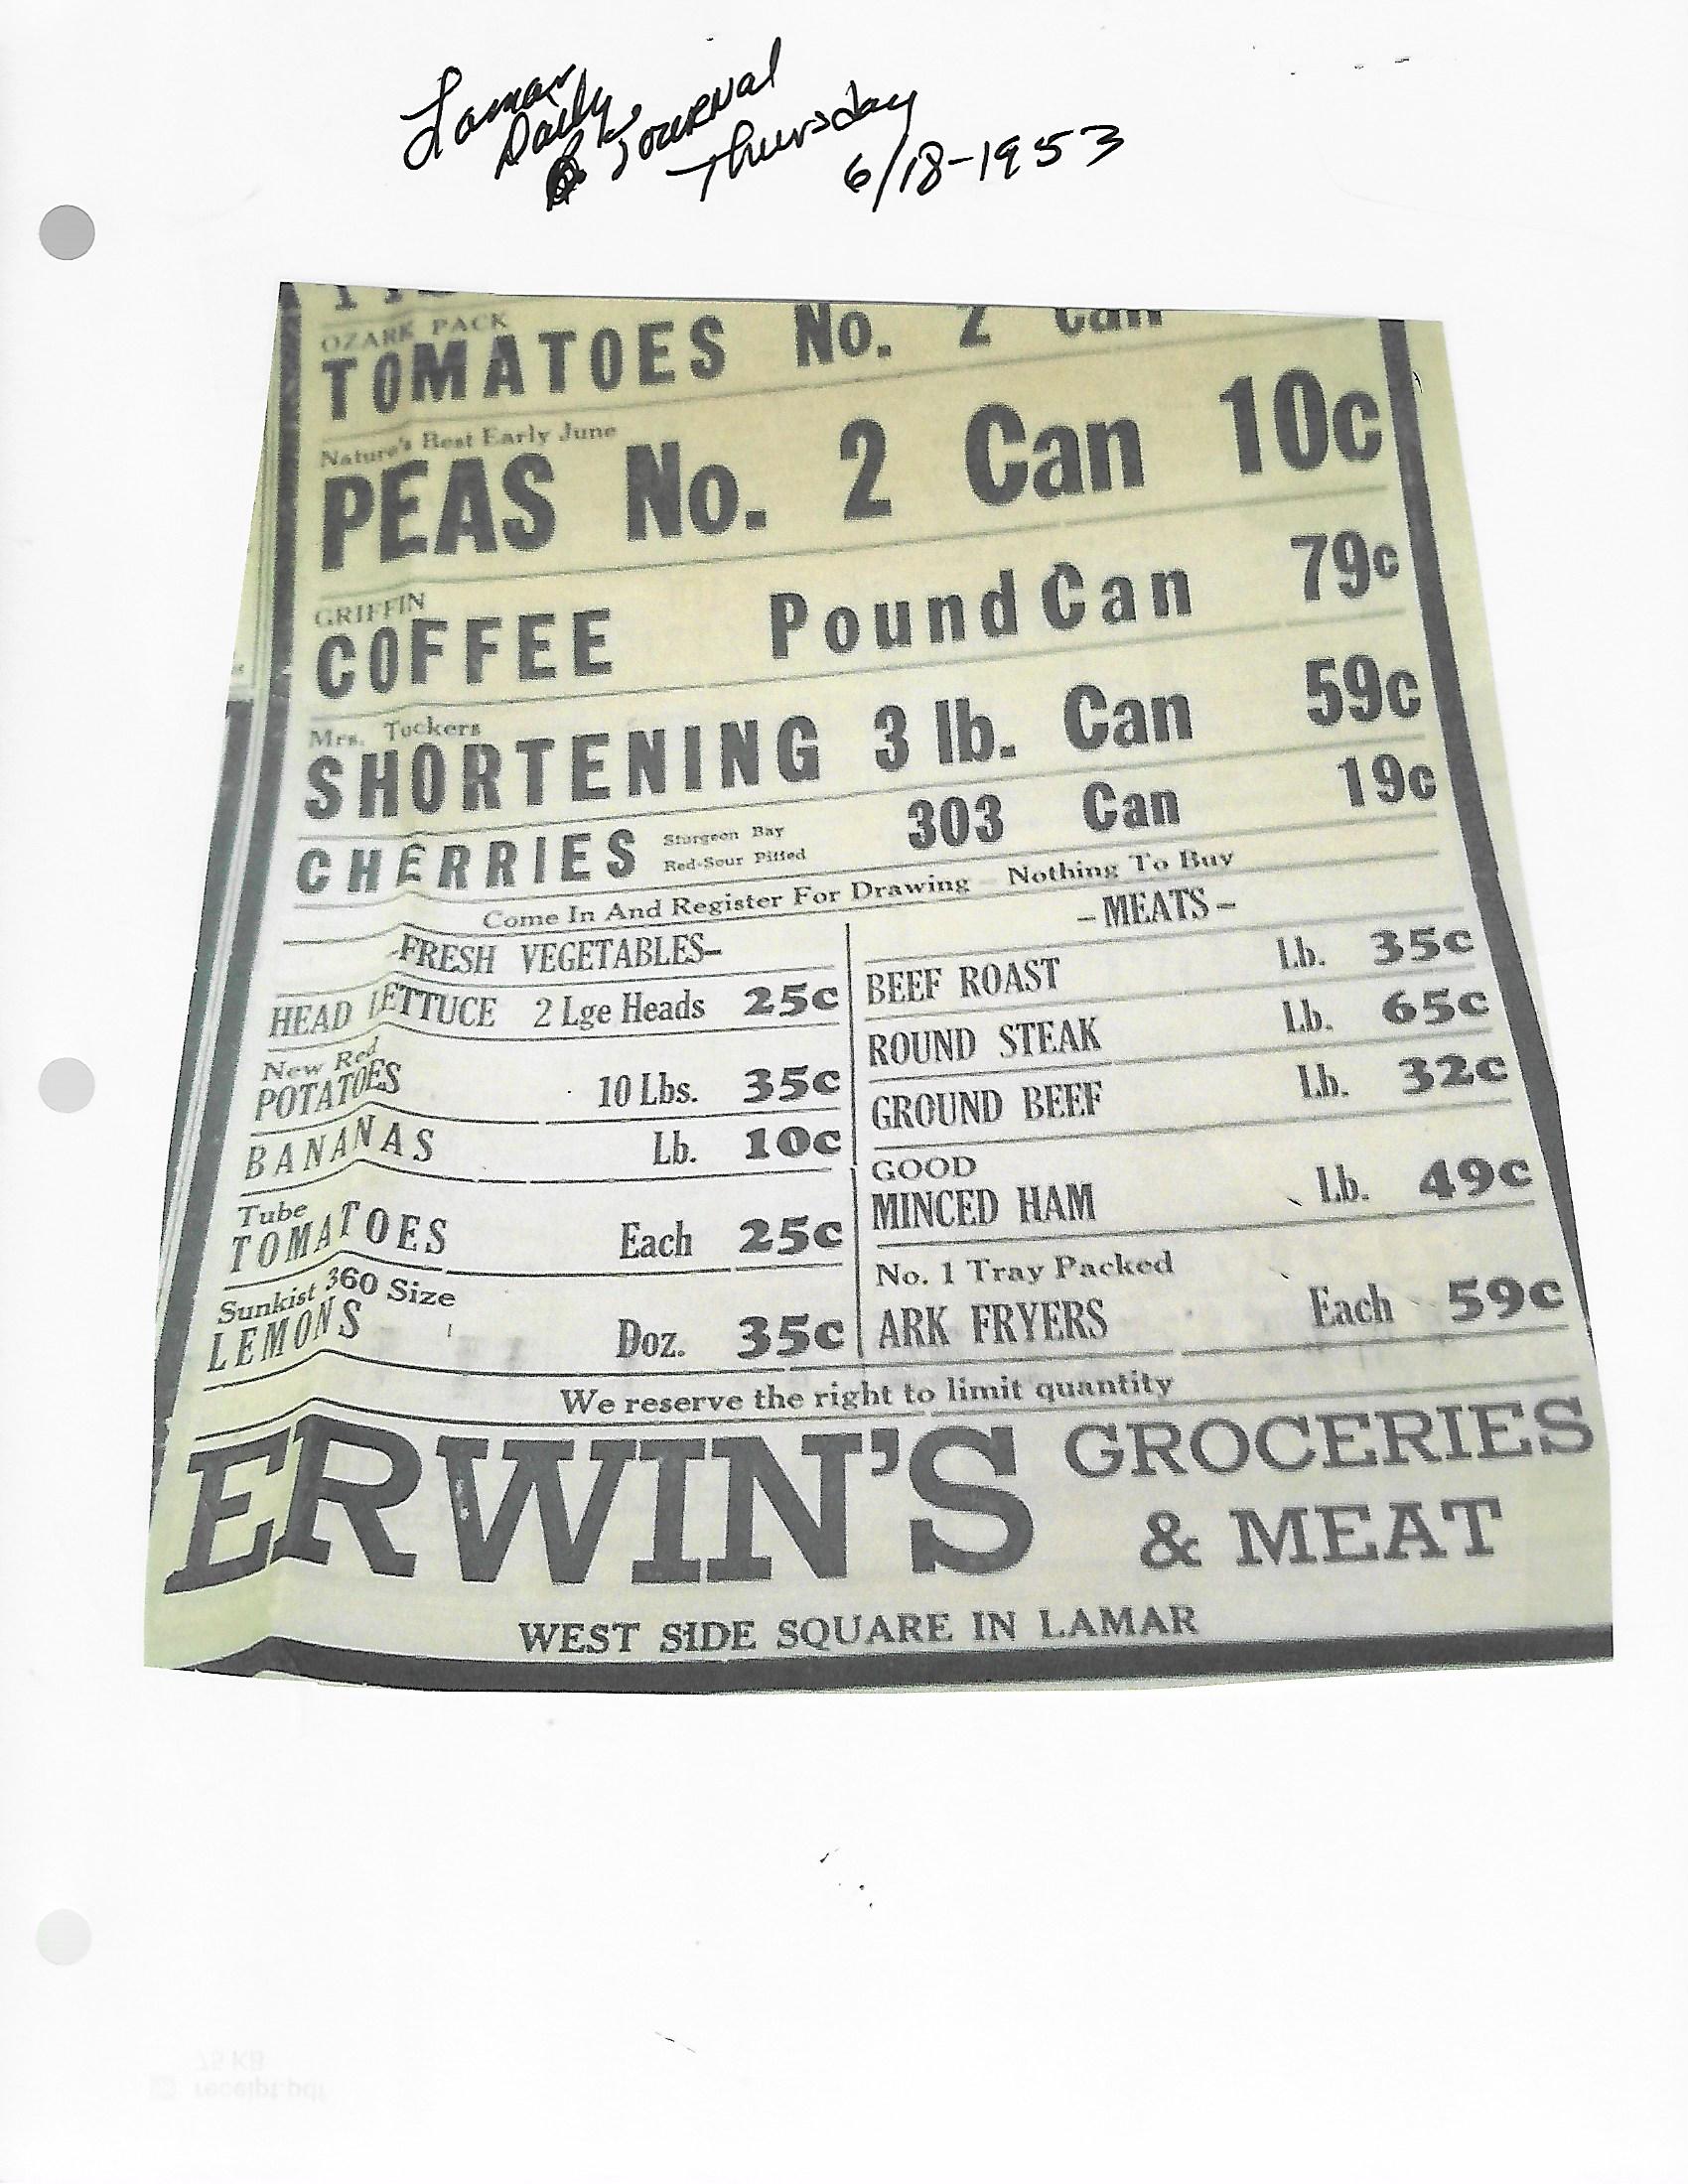 Lamar
Daily
Journal
Thursday
6/18-1953
OZARK PACK
TOMATOES No. 2 Can
Nature's Best Early June
PEAS No. 2 Can 10c
GRIFFIN
COFFEE Pound Can 79c
Mrs. Tuckers
SHORTENING 3 lb. Can 59c
CHERRIES Sturgeon Bay Red-Sour Pitted 303 Can 19c
Come In And Register For Drawing - Nothing To Buy
-FRESH VEGETABLES-
HEAD LETTUCE 2 Lge Heads 25c
New Red
POTATOES 10 Lbs. 35c
BANANAS Lb. 10c
Tube
TOMATOES Each 25c
Sunkist 360 Size
LEMONS Doz. 35c
-MEATS-
BEEF ROAST Lb. 35c
ROUND STEAK Lb. 65c
GROUND BEEF Lb. 32c
GOOD
MINCED HAM Lb. 49c
No. 1 Tray Packed
ARK FRYERS Each 59c
We reserve the right to limit quantity
ERWIN'S GROCERIES
& MEAT
WEST SIDE SQUARE IN LAMAR